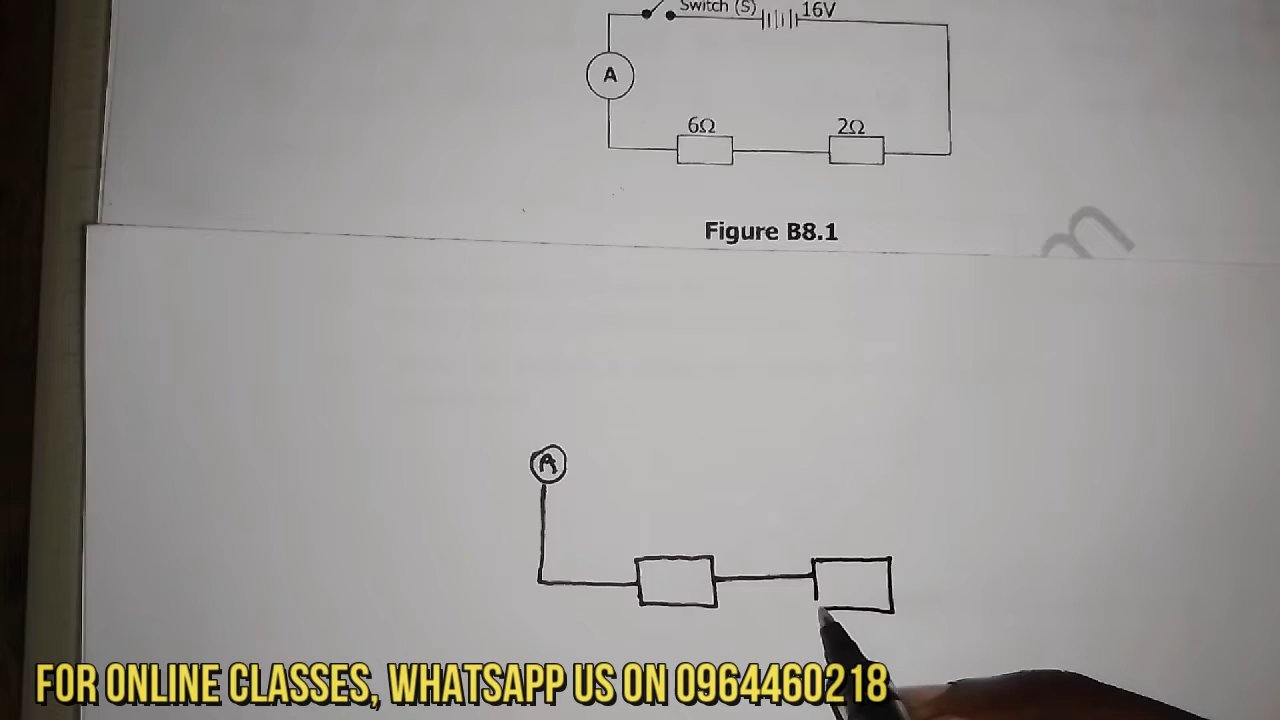 Switch (S) 16V
A
6Ω 2Ω
Figure B8.1
m
A
FOR ONLINE CLASSES, WHATSAPP US ON 0964460218